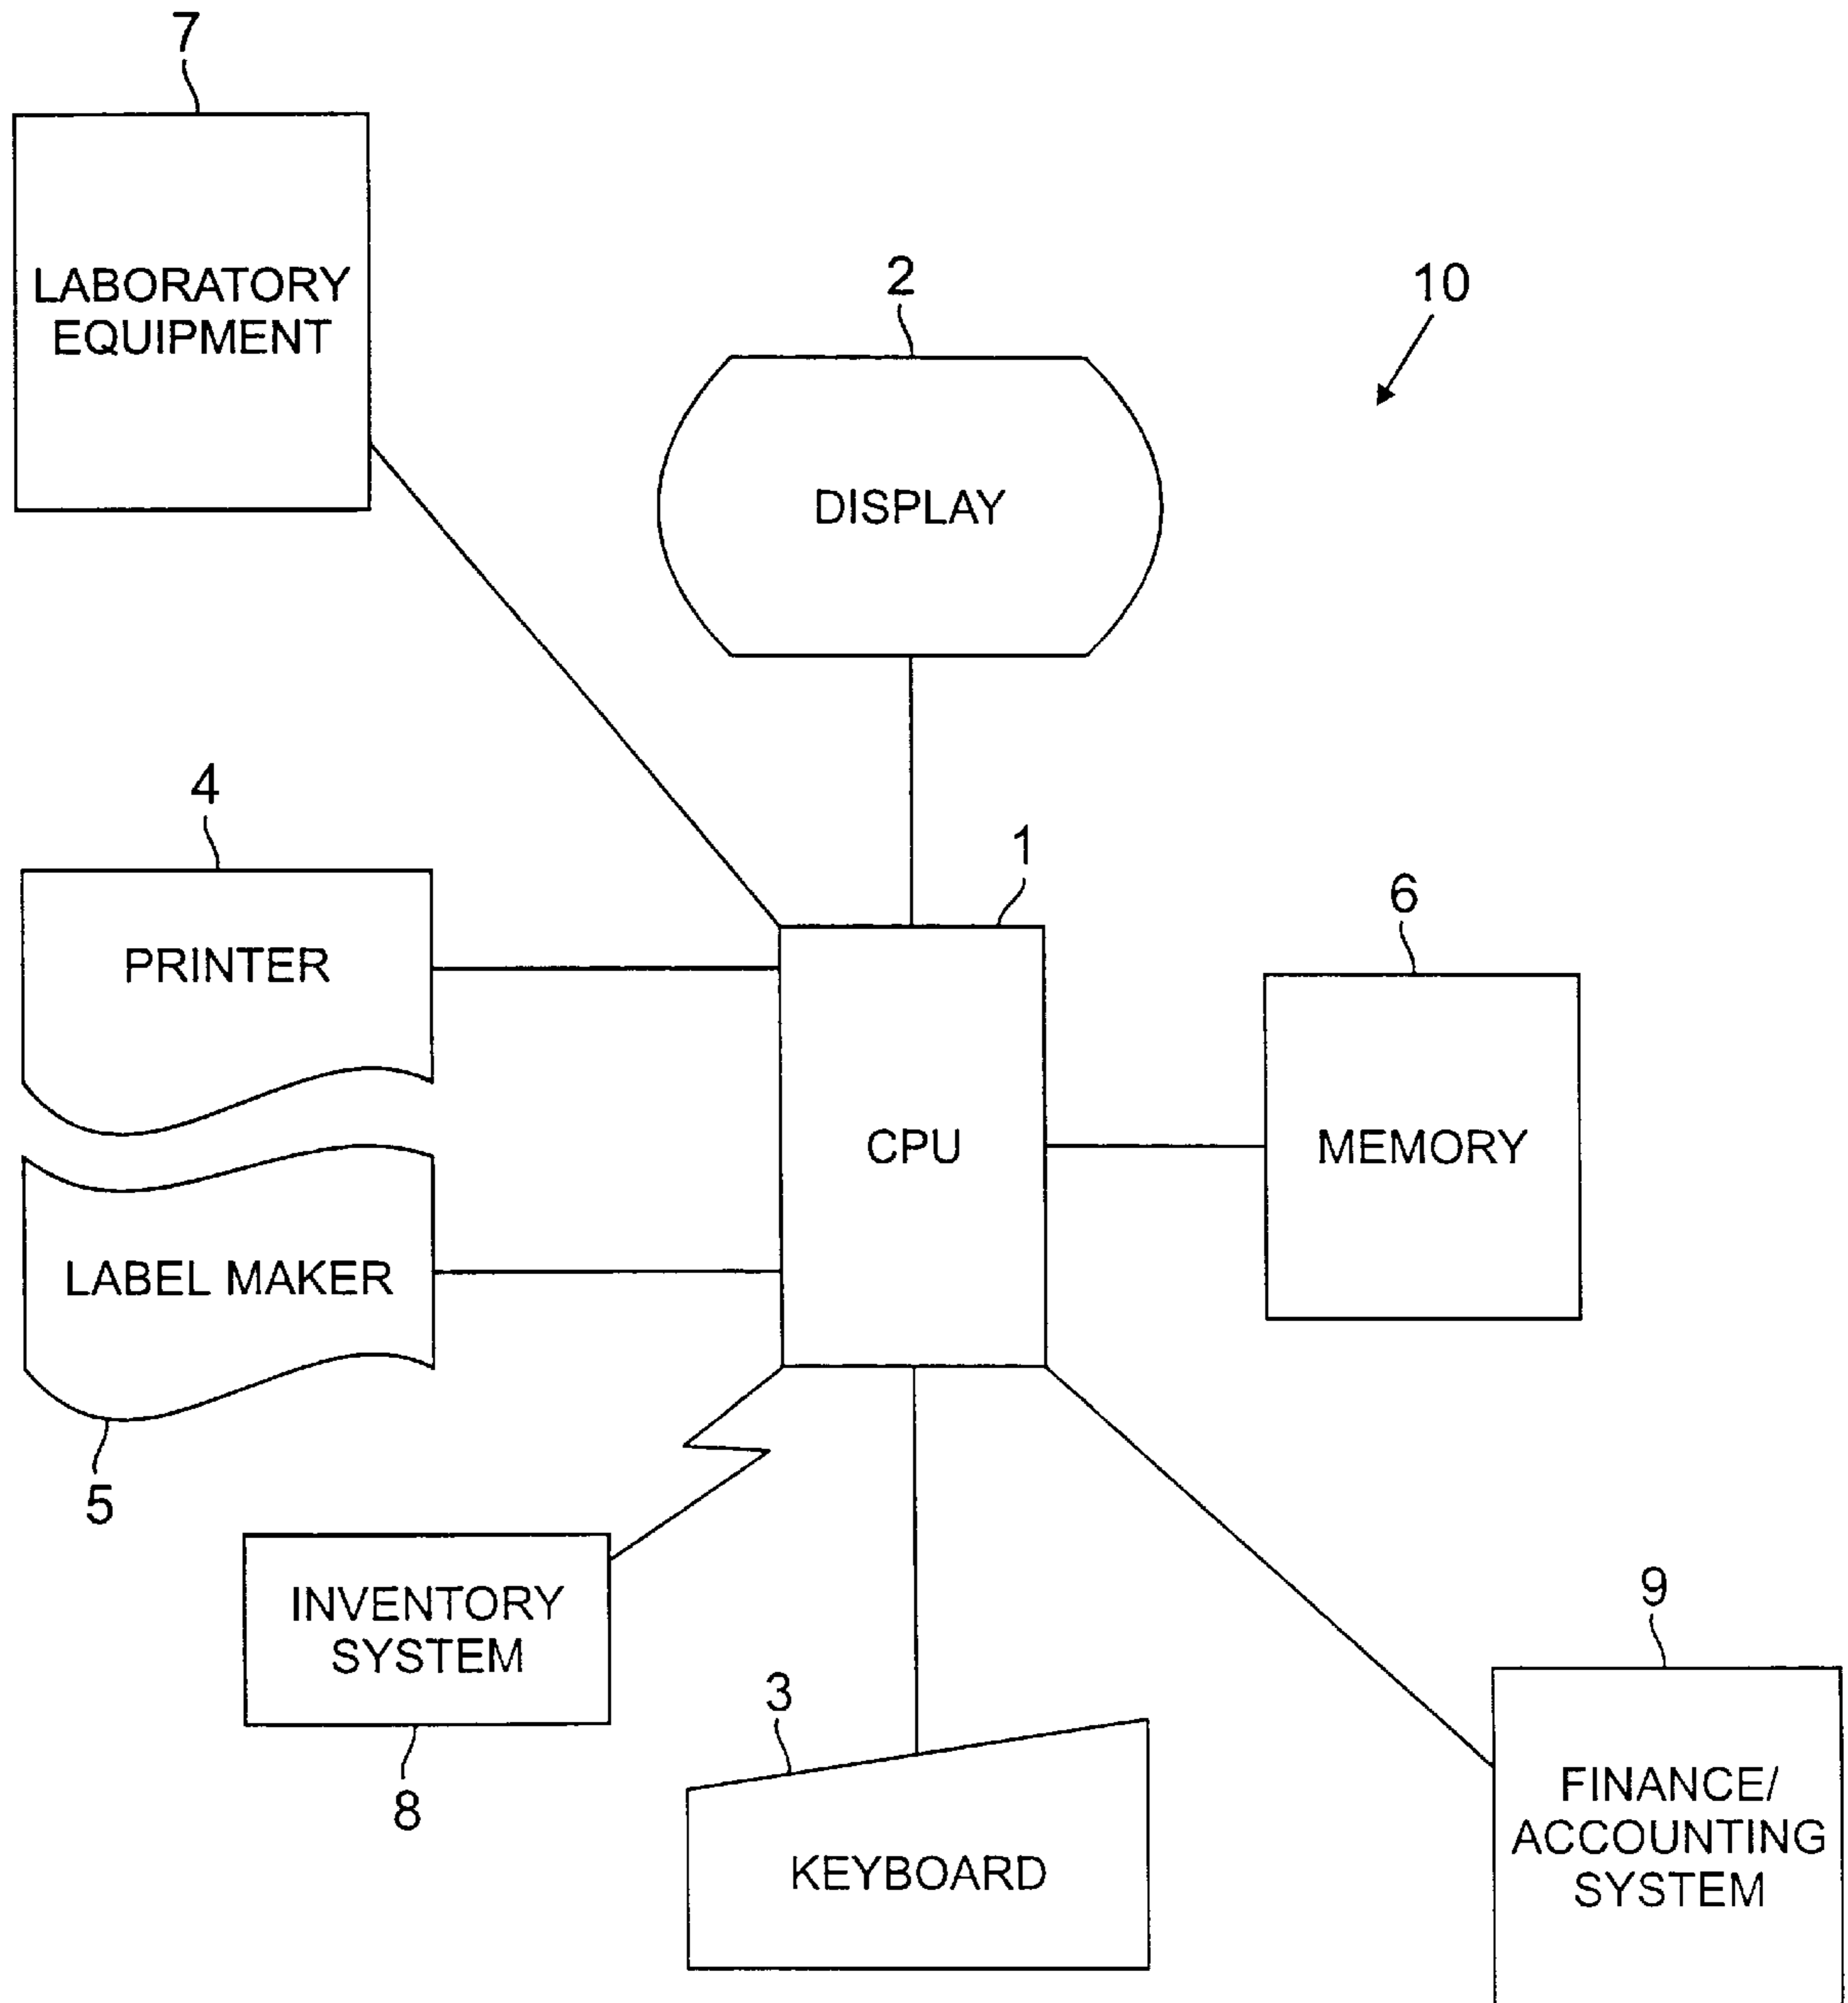 7
LABORATORY
EQUIPMENT
2
10
DISPLAY
4
1
6
PRINTER
CPU
MEMORY
LABEL MAKER
5
INVENTORY
SYSTEM
8
3
KEYBOARD
9
FINANCE/
ACCOUNTING
SYSTEM